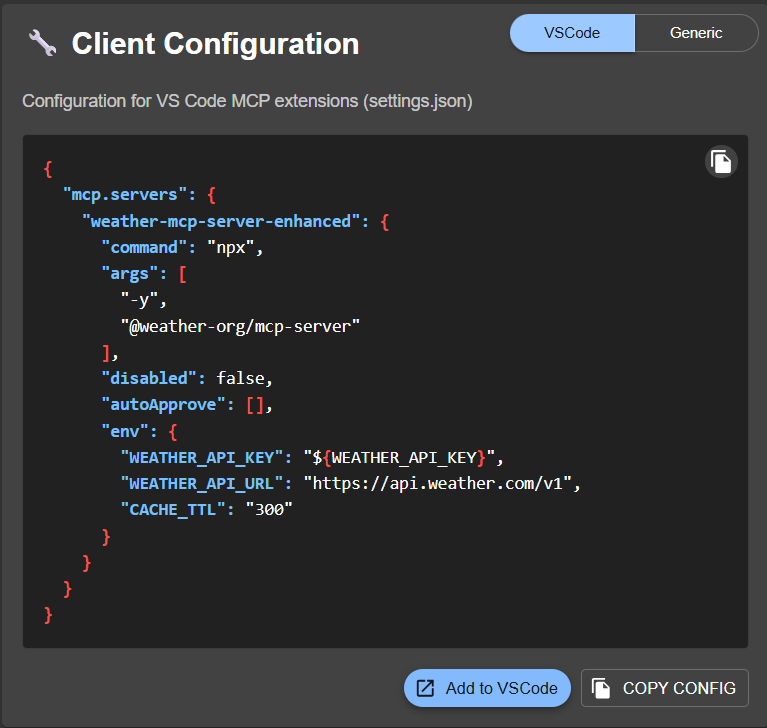 Client Configuration
VSCode
Generic
Configuration for VS Code MCP extensions (settings.json)
{
  "mcp.servers": {
    "weather-mcp-server-enhanced": {
      "command": "npx",
      "args": [
        "-y",
        "@weather-org/mcp-server"
      ],
      "disabled": false,
      "autoApprove": [],
      "env": {
        "WEATHER_API_KEY": "${WEATHER_API_KEY}",
        "WEATHER_API_URL": "https://api.weather.com/v1",
        "CACHE_TTL": "300"
      }
    }
  }
}
Add to VSCode
COPY CONFIG